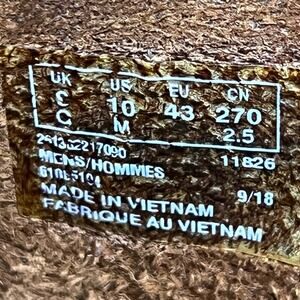 UK US EU CN
10 43 270
G M 2.5
261352217090 11826
MENS/HOMMES
9/18
MADE IN VIETNAM
FABRIQUE AU VIETNAM